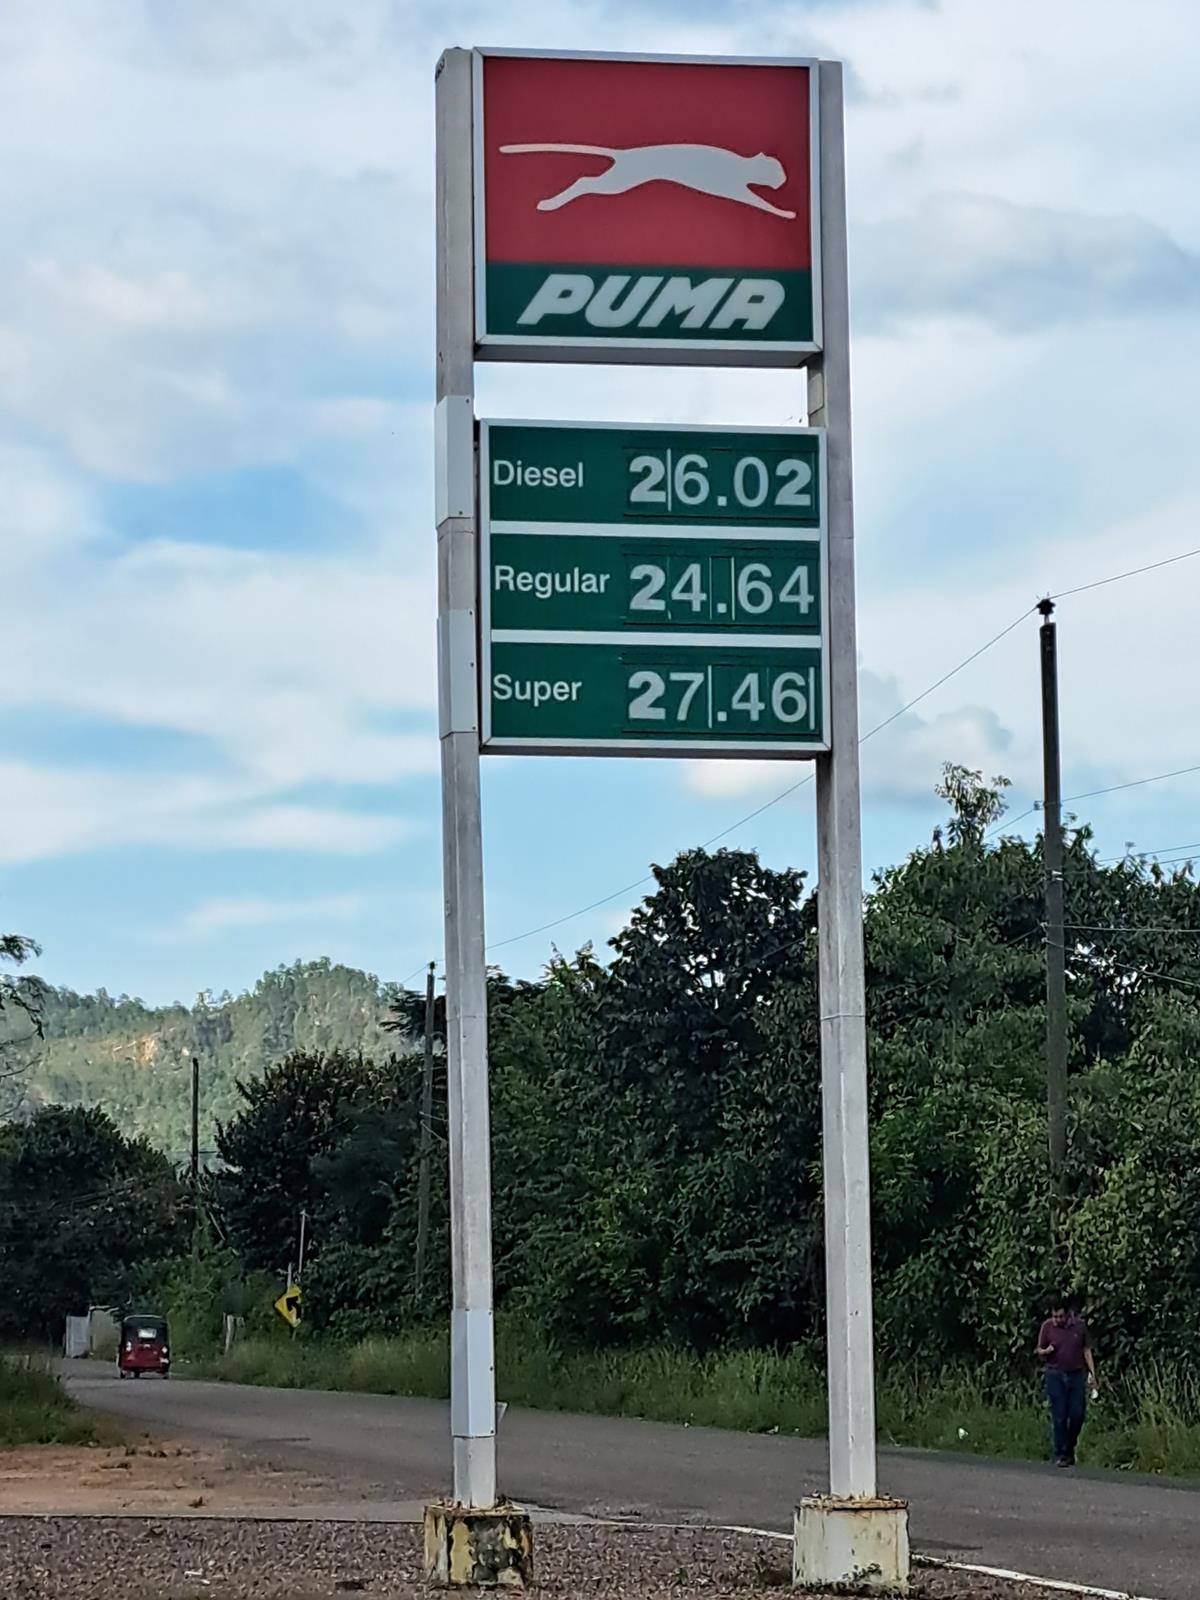 PUMA
Diesel 26.02
Regular 24.64
Super 27.46